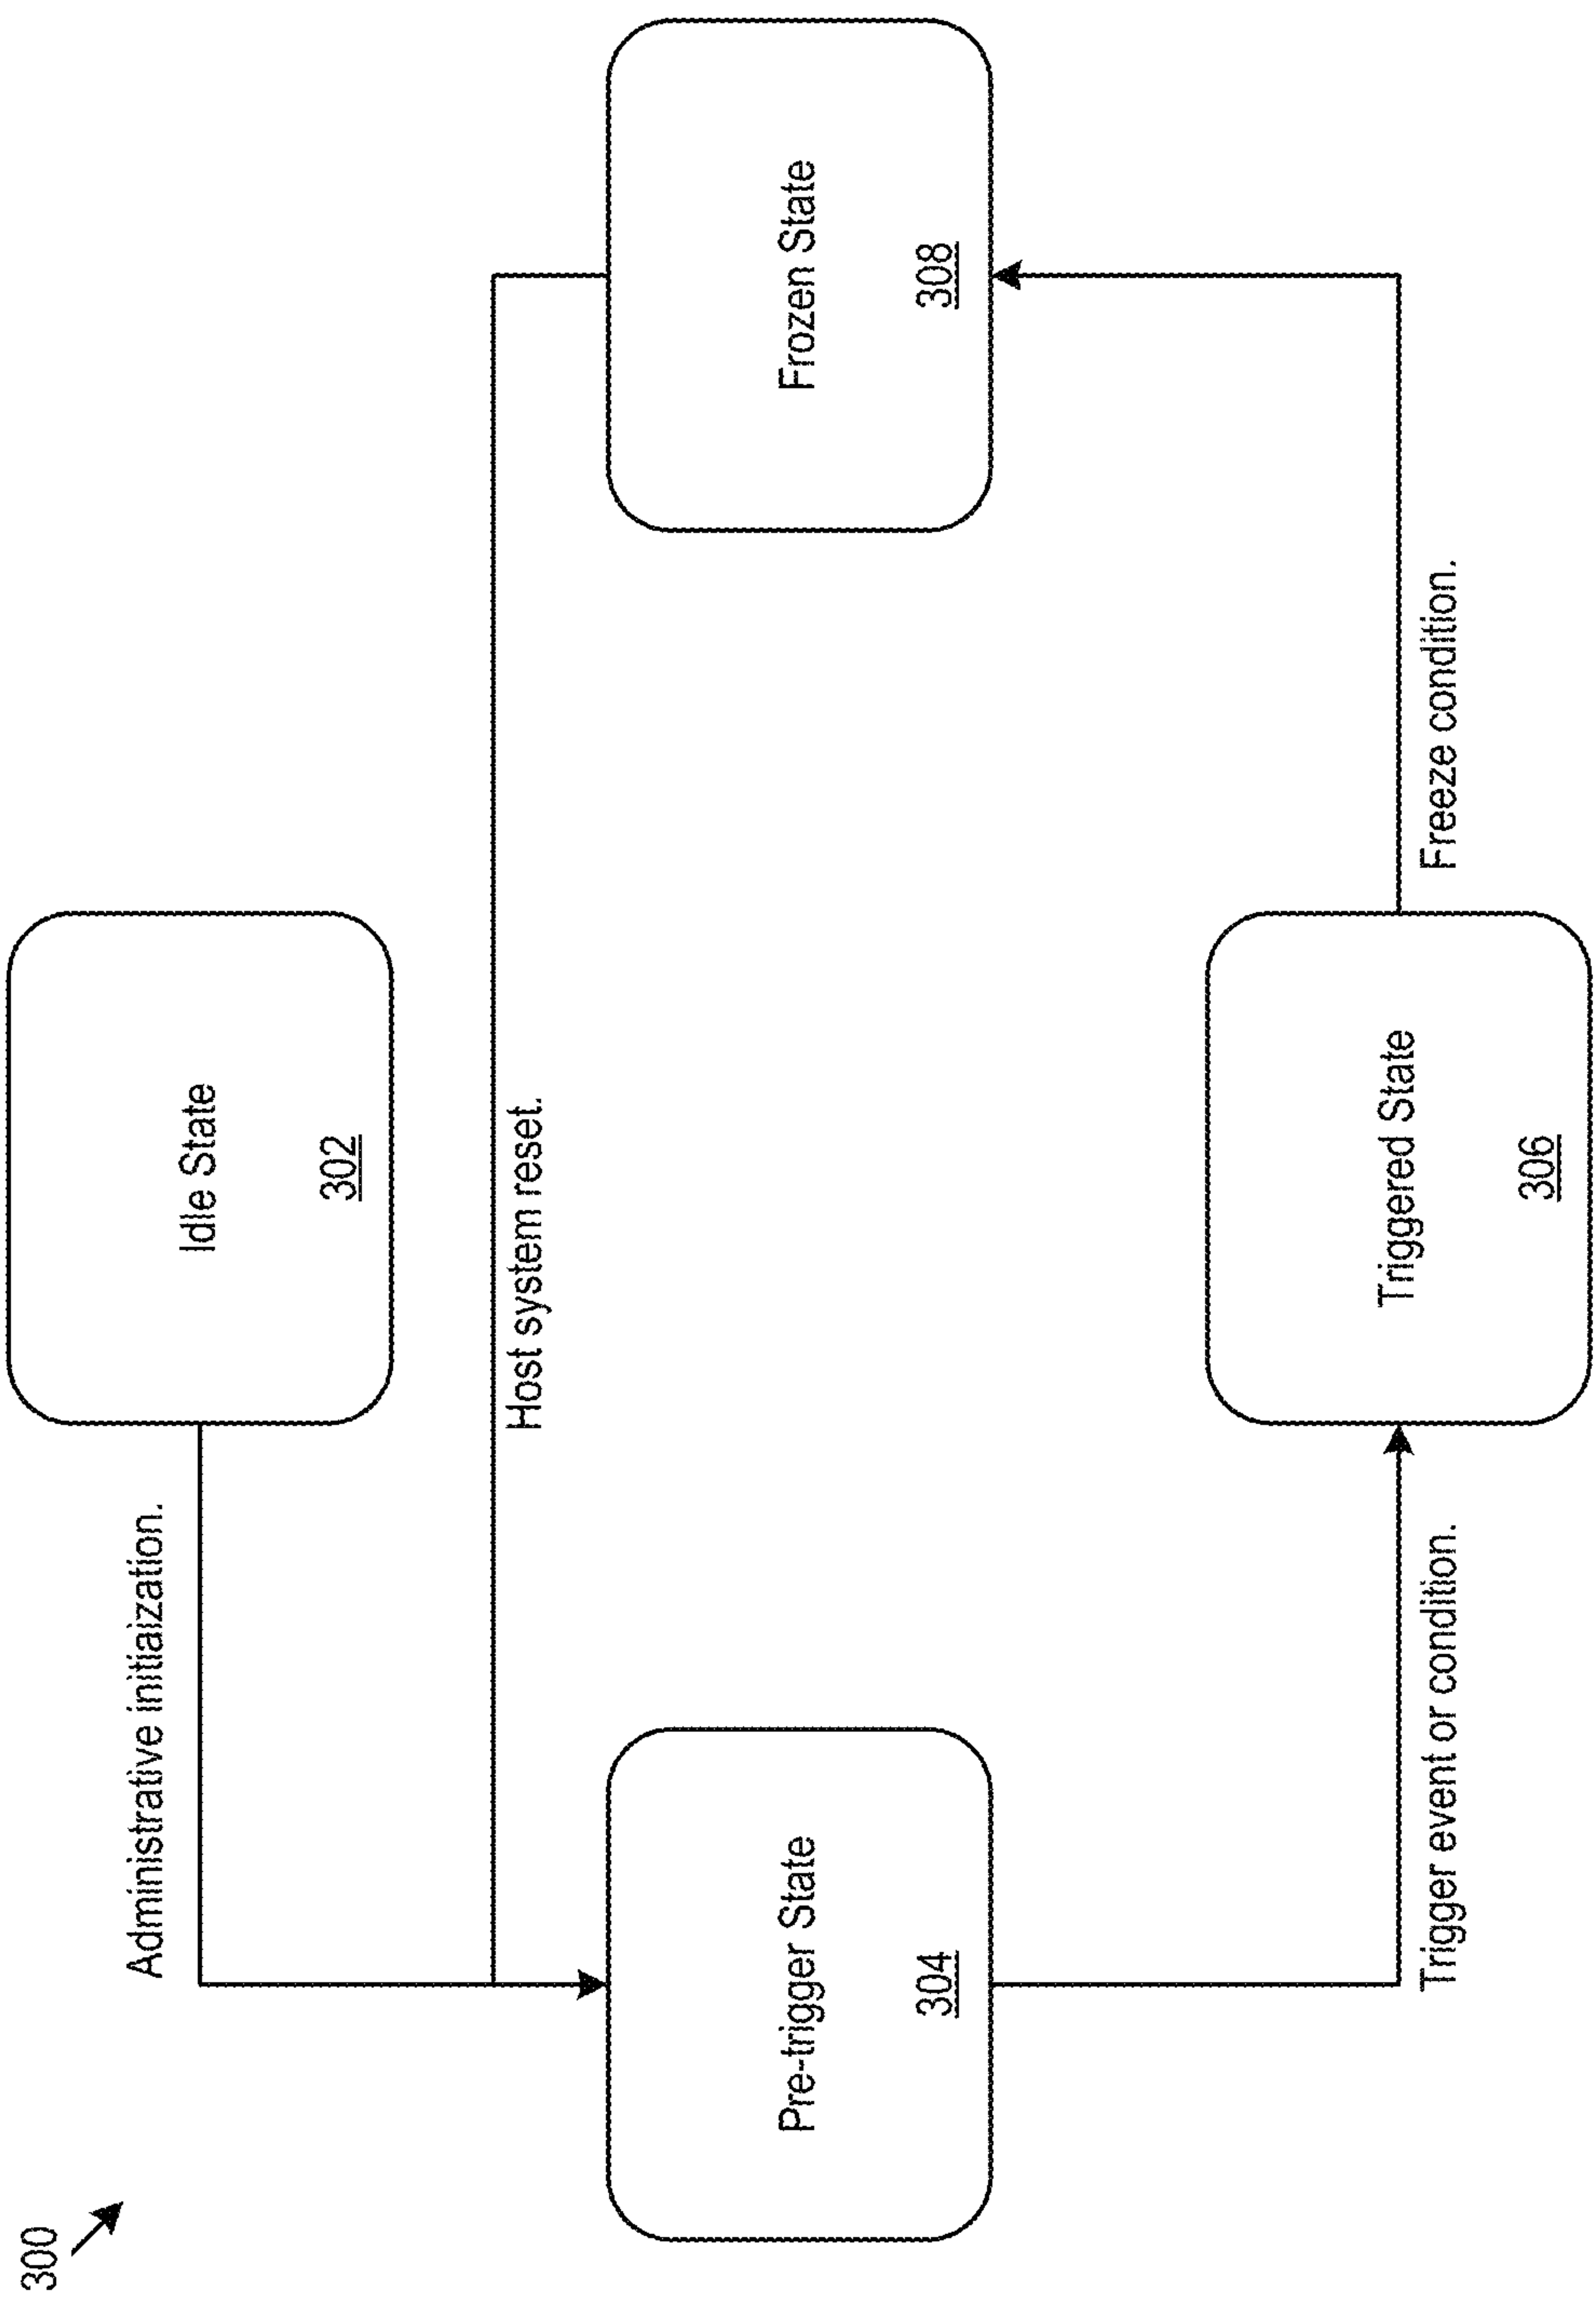 300
Idle State
302
Administrative initiaization.
Host system reset.
Pre-trigger State
304
Frozen State
308
Triggered State
306
Trigger event or condition.
Freeze condition.